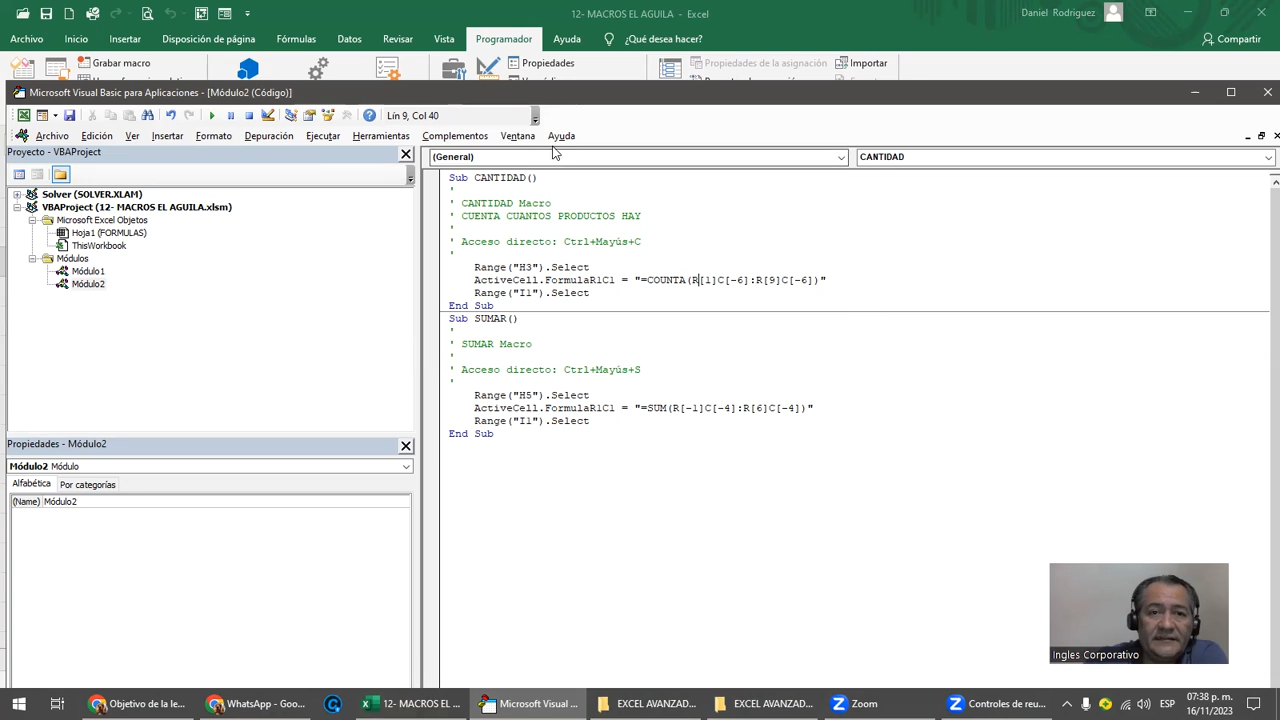 12- MACROS EL AGUILA - Excel
Daniel Rodriguez
Archivo Inicio Insertar Disposición de página Fórmulas Datos Revisar Vista Programador Ayuda ¿Qué desea hacer? Compartir
Grabar macro
Propiedades
Propiedades de la asignación
Importar
Microsoft Visual Basic para Aplicaciones - [Módulo2 (Código)]
Lín 9, Col 40
Archivo Edición Ver Insertar Formato Depuración Ejecutar Herramientas Complementos Ventana Ayuda
Proyecto - VBAProject
Solver (SOLVER.XLAM)
VBAProject (12- MACROS EL AGUILA.xlsm)
Microsoft Excel Objetos
Hoja1 (FORMULAS)
ThisWorkbook
Módulos
Módulo1
Módulo2
Propiedades - Módulo2
Módulo2 Módulo
Alfabética Por categorías
(Name) Módulo2
(General) CANTIDAD
Sub CANTIDAD()
'
' CANTIDAD Macro
' CUENTA CUANTOS PRODUCTOS HAY
'
' Acceso directo: Ctrl+Mayús+C
'
Range("H3").Select
ActiveCell.FormulaR1C1 = "=COUNTA(R[1]C[-6]:R[9]C[-6])"
Range("I1").Select
End Sub
Sub SUMAR()
'
' SUMAR Macro
'
' Acceso directo: Ctrl+Mayús+S
'
Range("H5").Select
ActiveCell.FormulaR1C1 = "=SUM(R[-1]C[-4]:R[6]C[-4])"
Range("I1").Select
End Sub
Ingles Corporativo
Objetivo de la le... WhatsApp - Goo... 12- MACROS EL ... Microsoft Visual ... EXCEL AVANZAD... EXCEL AVANZAD... Zoom Controles de reu...
ESP
07:38 p. m.
16/11/2023